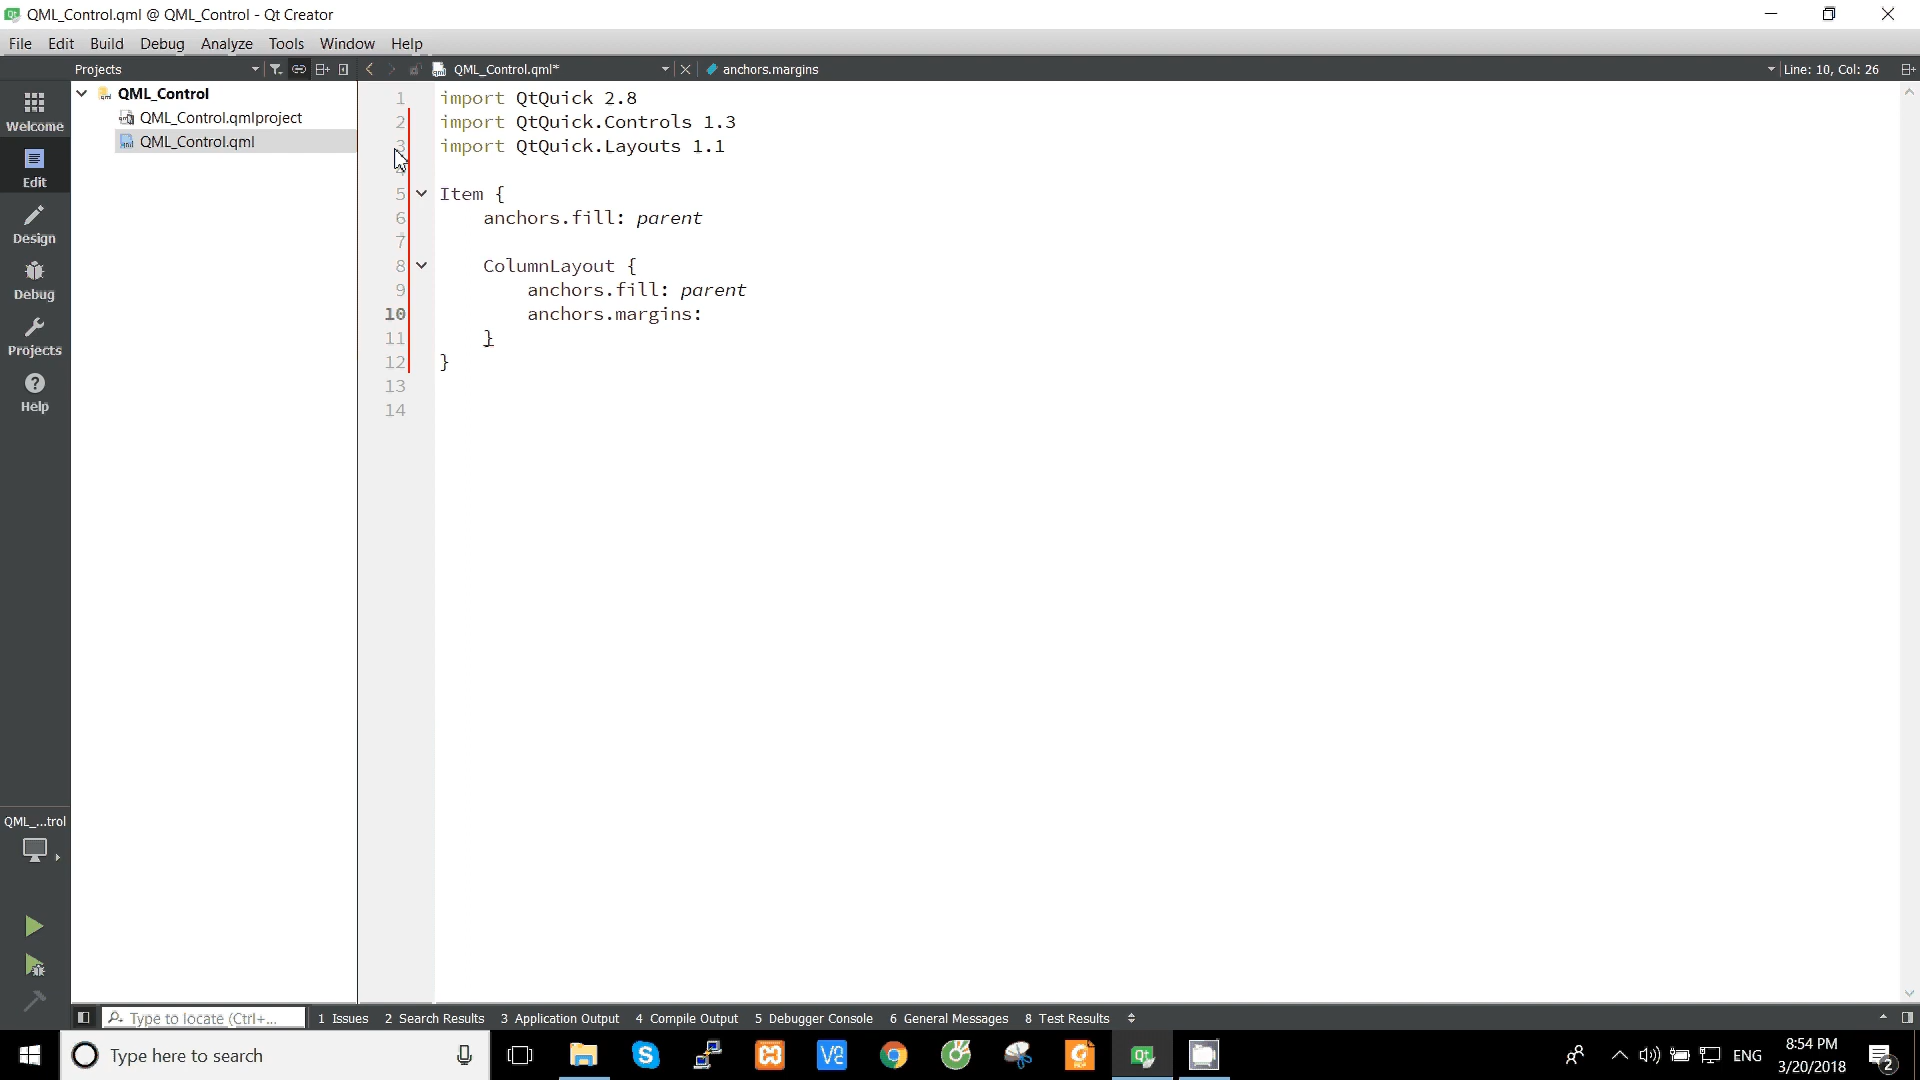 QML_Control.qml @ QML_Control - Qt Creator
File Edit Build Debug Analyze Tools Window Help
Projects
QML_Control.qml*
anchors.margins
Line: 10, Col: 26
QML_Control
QML_Control.qmlproject
QML_Control.qml
Welcome
Edit
Design
Debug
Projects
Help
1 import QtQuick 2.8
2 import QtQuick.Controls 1.3
3 import QtQuick.Layouts 1.1
4
5 Item {
6 anchors.fill: parent
7
8 ColumnLayout {
9 anchors.fill: parent
10 anchors.margins:
11 }
12 }
13
14
QML_...trol
Type to locate (Ctrl+...
1 Issues 2 Search Results 3 Application Output 4 Compile Output 5 Debugger Console 6 General Messages 8 Test Results
Type here to search
ENG
8:54 PM
3/20/2018
2